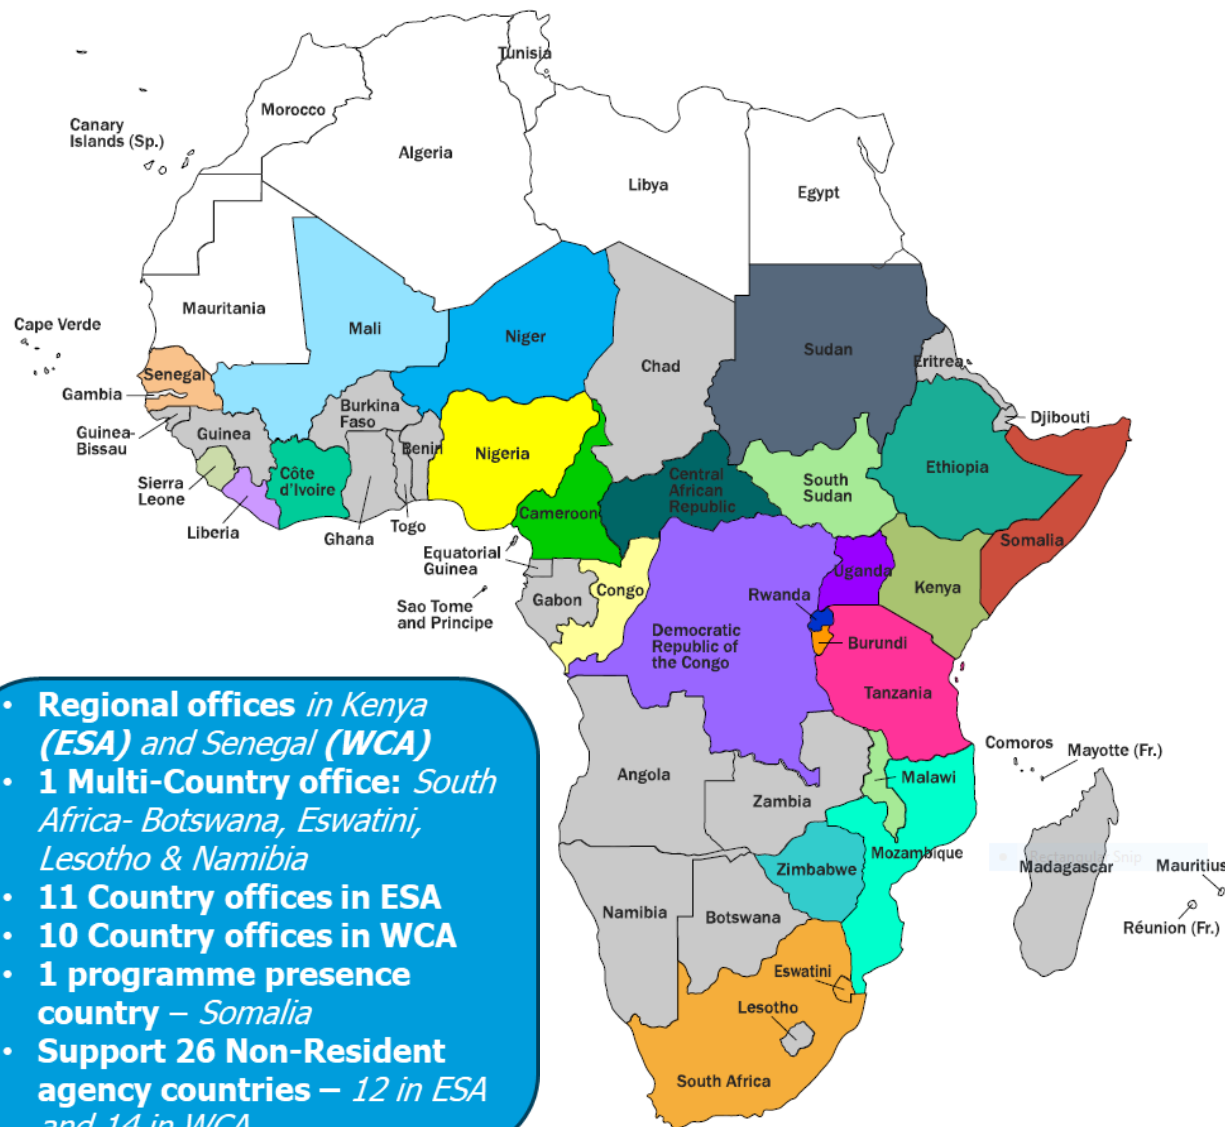 Tunisia
Morocco
Canary
Islands (Sp.)
Algeria
Libya
Egypt
Mauritania
Cape Verde
Mali
Niger
Chad
Sudan
Eritrea
Senegal
Gambia
Djibouti
Guinea-
Bissau
Guinea
Burkina
Faso
Benin
Nigeria
Ethiopia
Sierra
Leone
Côte
d'Ivoire
Central
African
Republic
South
Sudan
Liberia
Ghana
Togo
Cameroon
Somalia
Equatorial
Guinea
Gabon
Congo
Uganda
Kenya
Rwanda
Sao Tome
and Principe
Democratic
Republic of
the Congo
Burundi
Tanzania
• Regional offices in Kenya
(ESA) and Senegal (WCA)
• 1 Multi-Country office: South
Africa- Botswana, Eswatini,
Lesotho & Namibia
• 11 Country offices in ESA
• 10 Country offices in WCA
• 1 programme presence
country – Somalia
• Support 26 Non-Resident
agency countries – 12 in ESA
and 14 in WCA
Comoros
Mayotte (Fr.)
Angola
Malawi
Zambia
Mozambique
Rectangular Snip
Madagascar
Mauritius
Zimbabwe
Namibia
Botswana
Réunion (Fr.)
Eswatini
Lesotho
South Africa